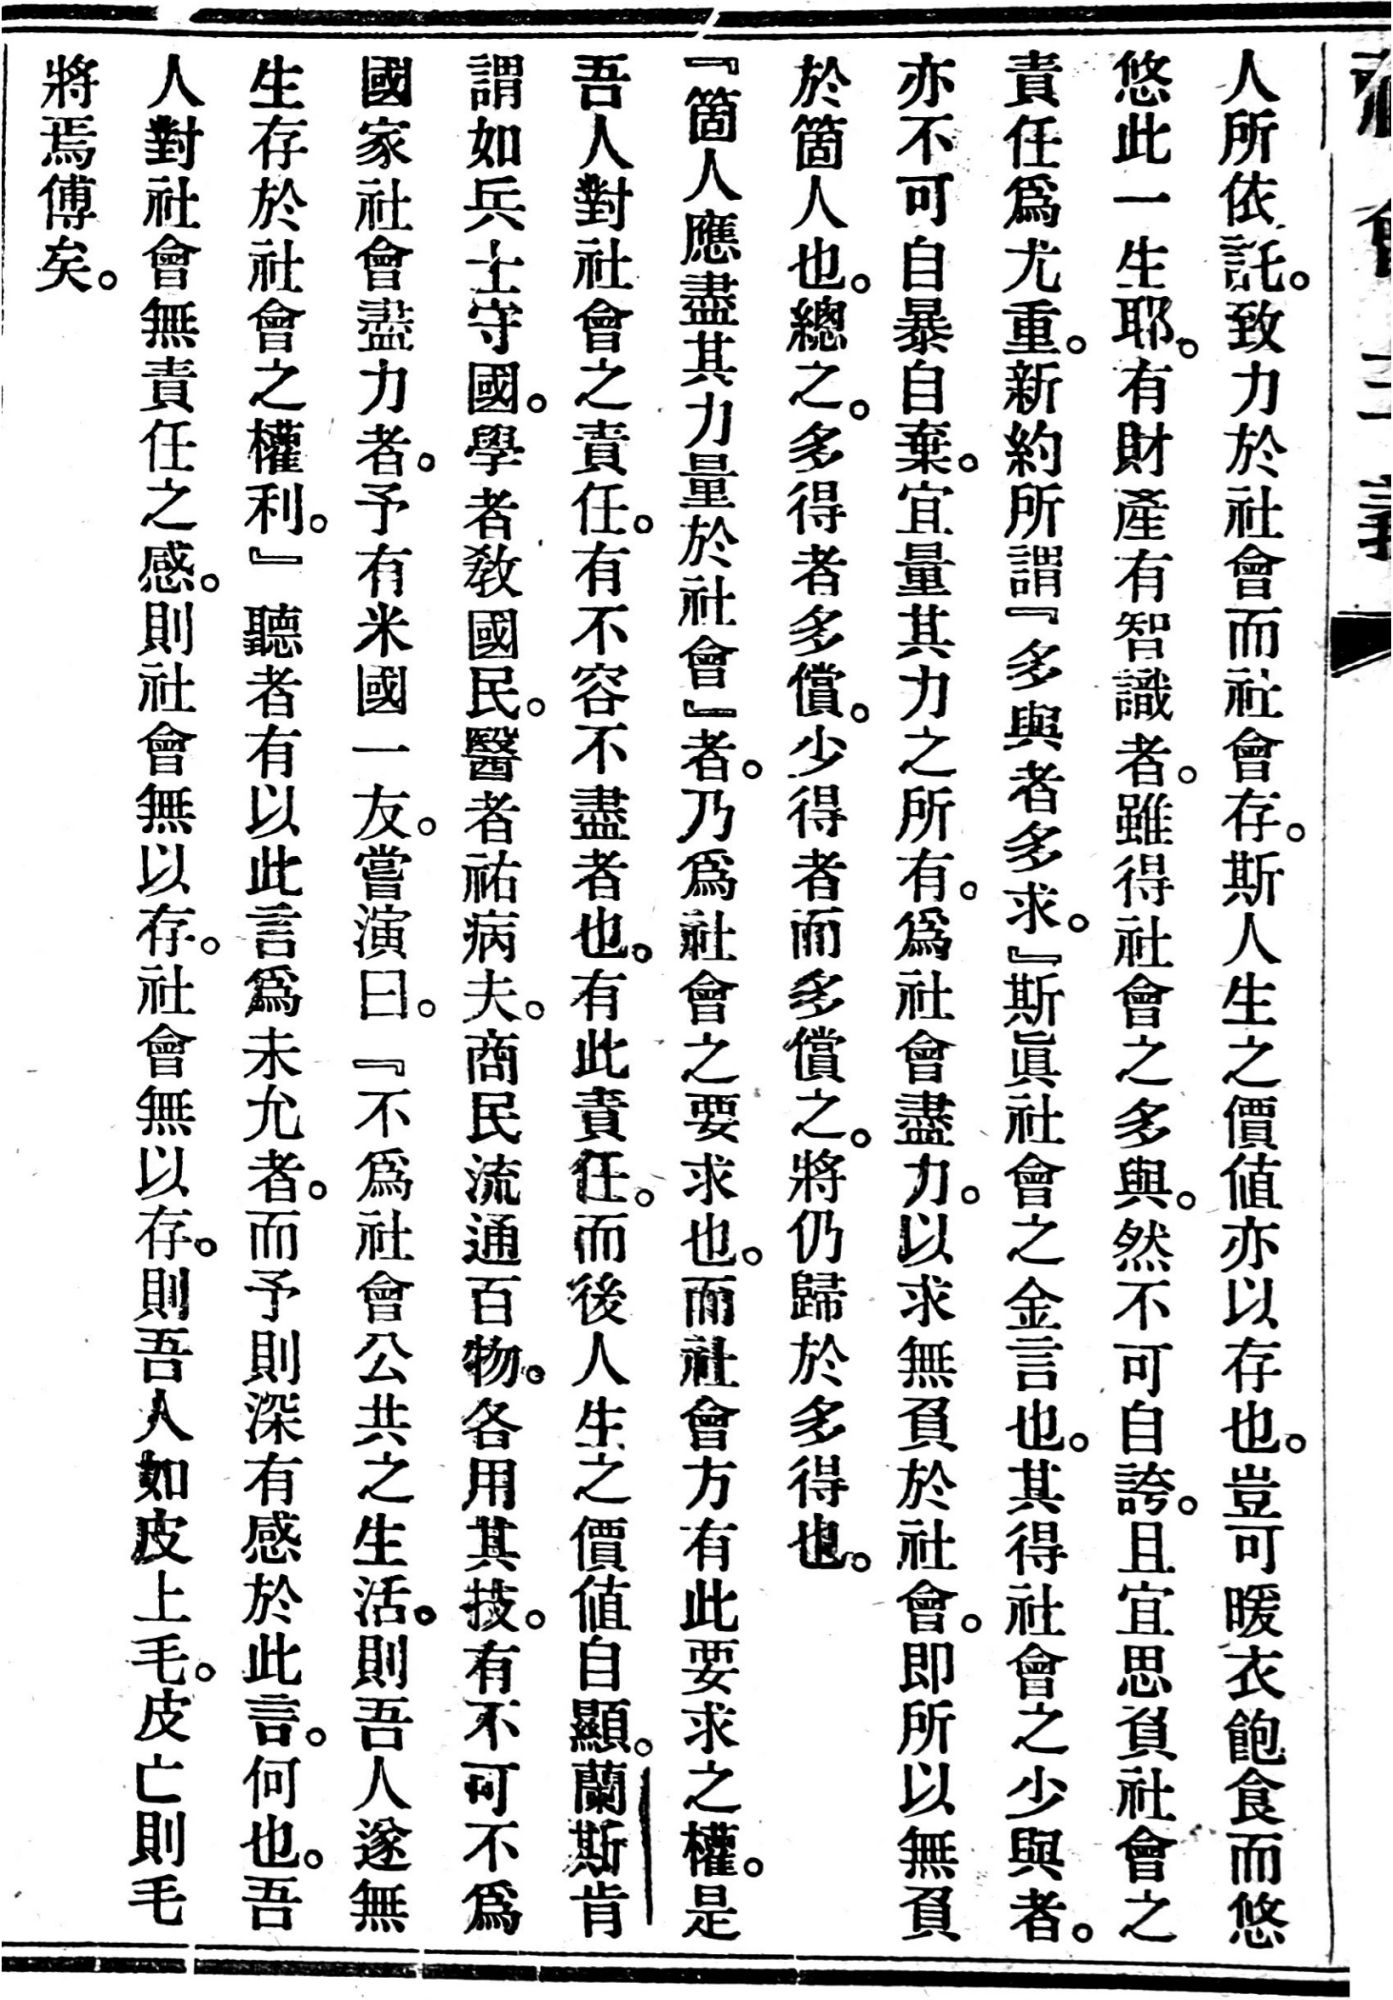 社會主義
人所依託。致力於社會而社會存。斯人生之價値亦以存也。豈可暖衣飽食而悠
悠此一生耶。有財產有智識者。雖得社會之多與。然不可自誇。且宜思負社會之
責任爲尤重。新約所謂『多與者多求。』斯眞社會之金言也。其得社會之少與者。
亦不可自暴自棄。宜量其力之所有。爲社會盡力。以求無負於社會。即所以無負
於箇人也。總之。多得者多償。少得者而多償之。將仍歸於多得也。
『箇人應盡其力量於社會』者。乃爲社會之要求也。而社會方有此要求之權。是
吾人對社會之責任。有不容不盡者也。有此責任。而後人生之價値自顯。蘭斯肯
謂如兵士守國。學者敎國民。醫者祐病夫。商民流通百物。各用其技。有不可不爲
國家社會盡力者。予有米國一友。嘗演曰。『不爲社會公共之生活。則吾人遂無
生存於社會之權利。』聽者有以此言爲未允者。而予則深有感於此言。何也。吾
人對社會無責任之感。則社會無以存。社會無以存。則吾人如皮上毛。皮亡則毛
將焉傅矣。